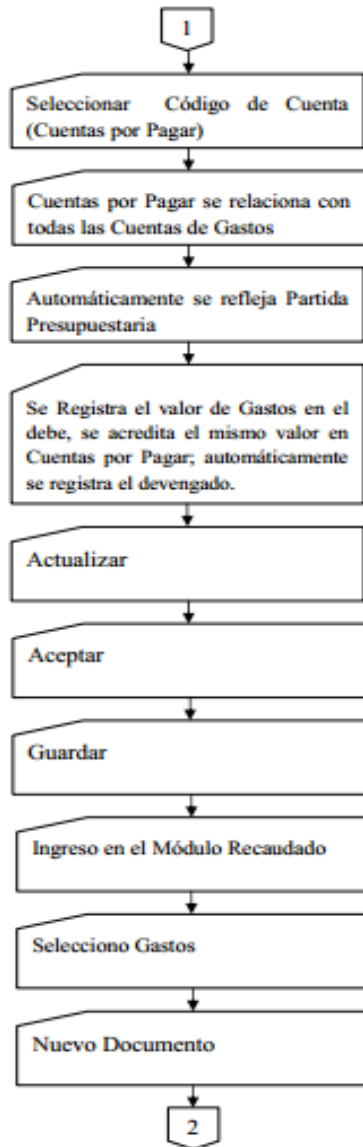 1
Seleccionar Código de Cuenta
(Cuentas por Pagar)
Cuentas por Pagar se relaciona con
todas las Cuentas de Gastos
Automáticamente se refleja Partida
Presupuestaria
Se Registra el valor de Gastos en el
debe, se acredita el mismo valor en
Cuentas por Pagar; automáticamente
se registra el devengado.
Actualizar
Aceptar
Guardar
Ingreso en el Módulo Recaudado
Selecciono Gastos
Nuevo Documento
2